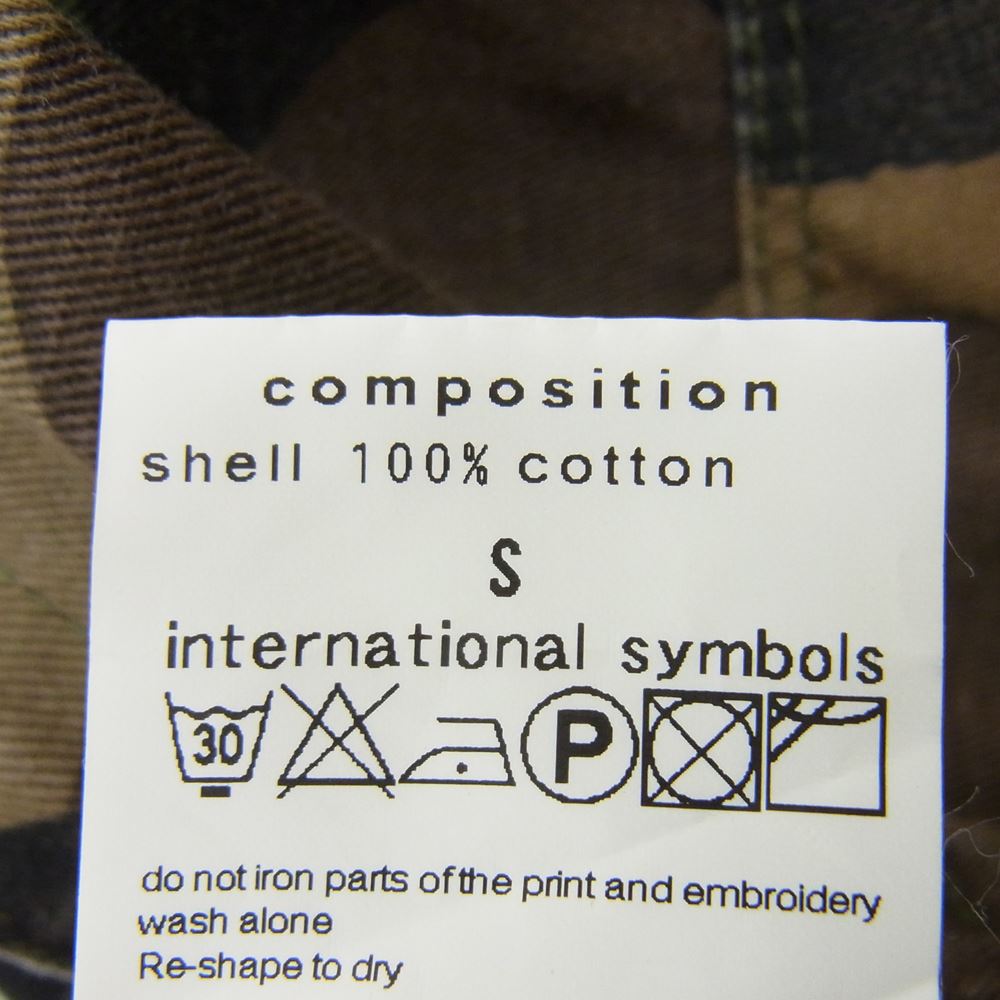 composition
shell 100% cotton
S
international symbols
30 P
do not iron parts of the print and embroidery
wash alone
Re-shape to dry